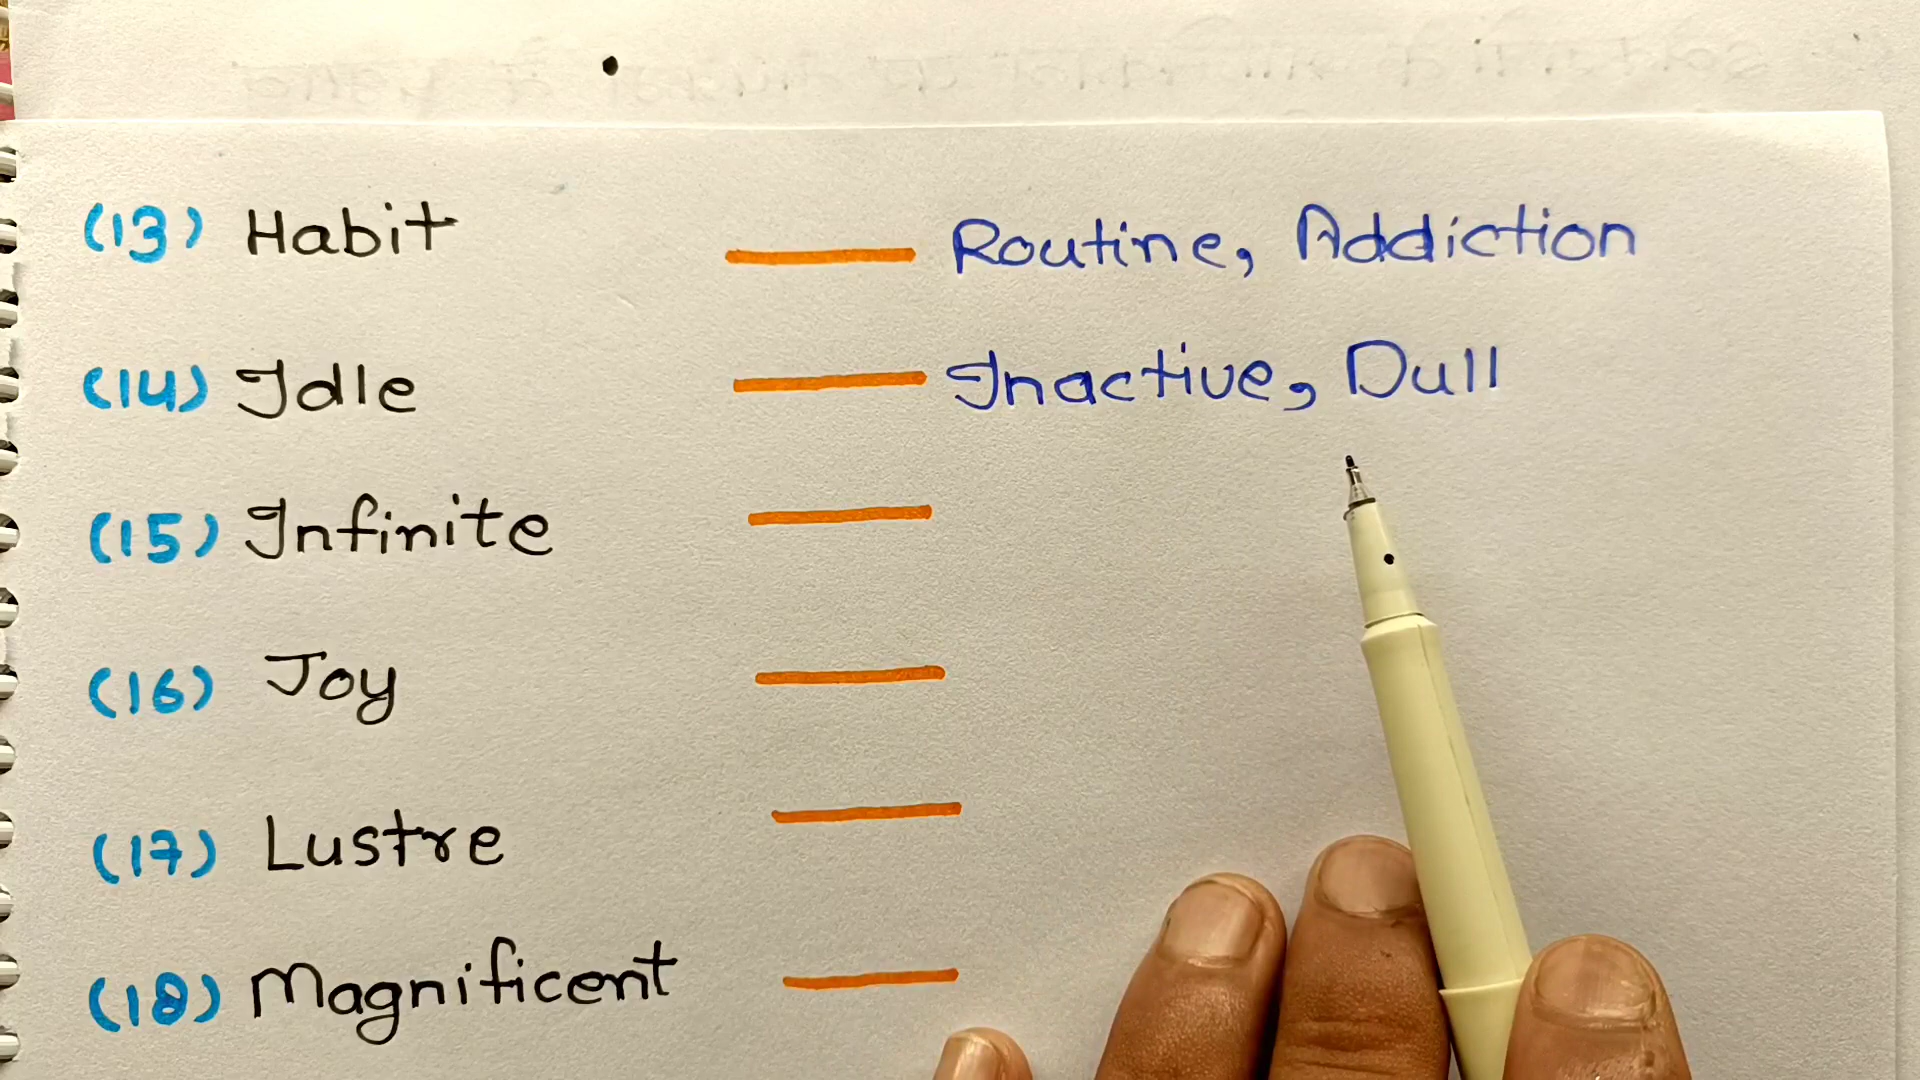 (13) Habit — Routine, Addiction
(14) Idle — Inactive, Dull
(15) Infinite —
(16) Joy —
(17) Lustre —
(18) Magnificent —